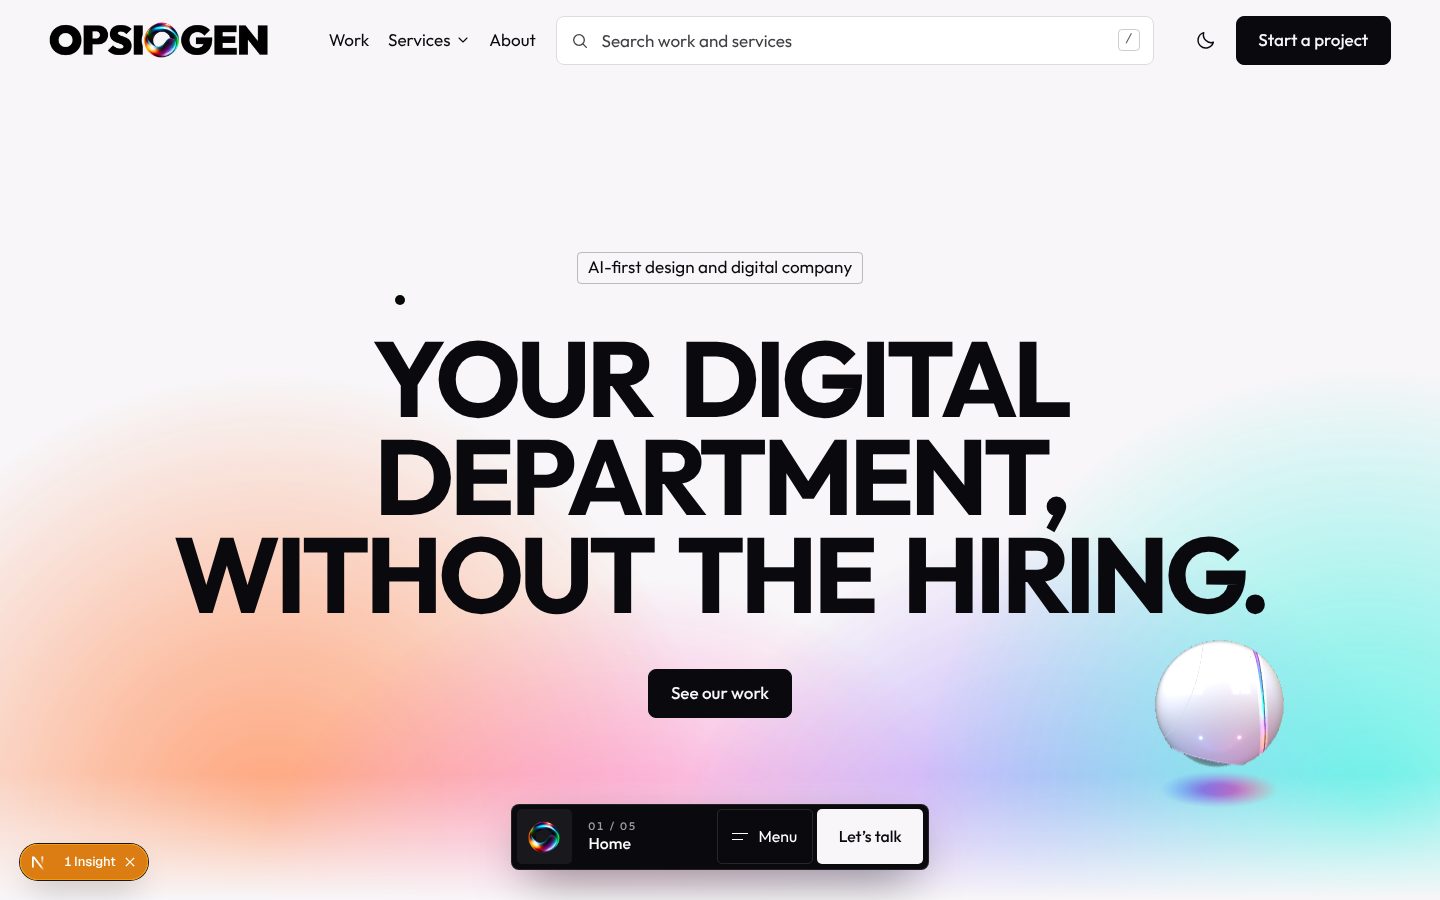 OPSIOGEN
Work
Services
About
Search work and services
/
Start a project
AI-first design and digital company
YOUR DIGITAL
DEPARTMENT,
WITHOUT THE HIRING.
See our work
01 / 05
Home
Menu
Let’s talk
N
1 Insight